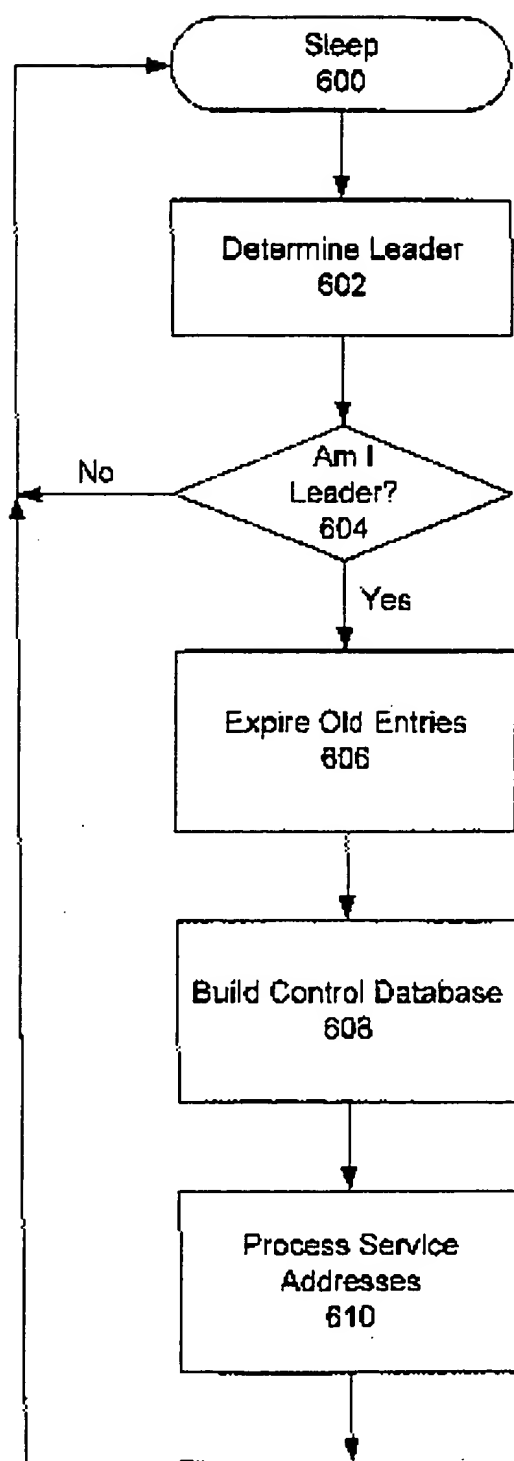 Sleep
600
Determine Leader
602
Am I
Leader?
604
No
Yes
Expire Old Entries
606
Build Control Database
608
Process Service
Addresses
610